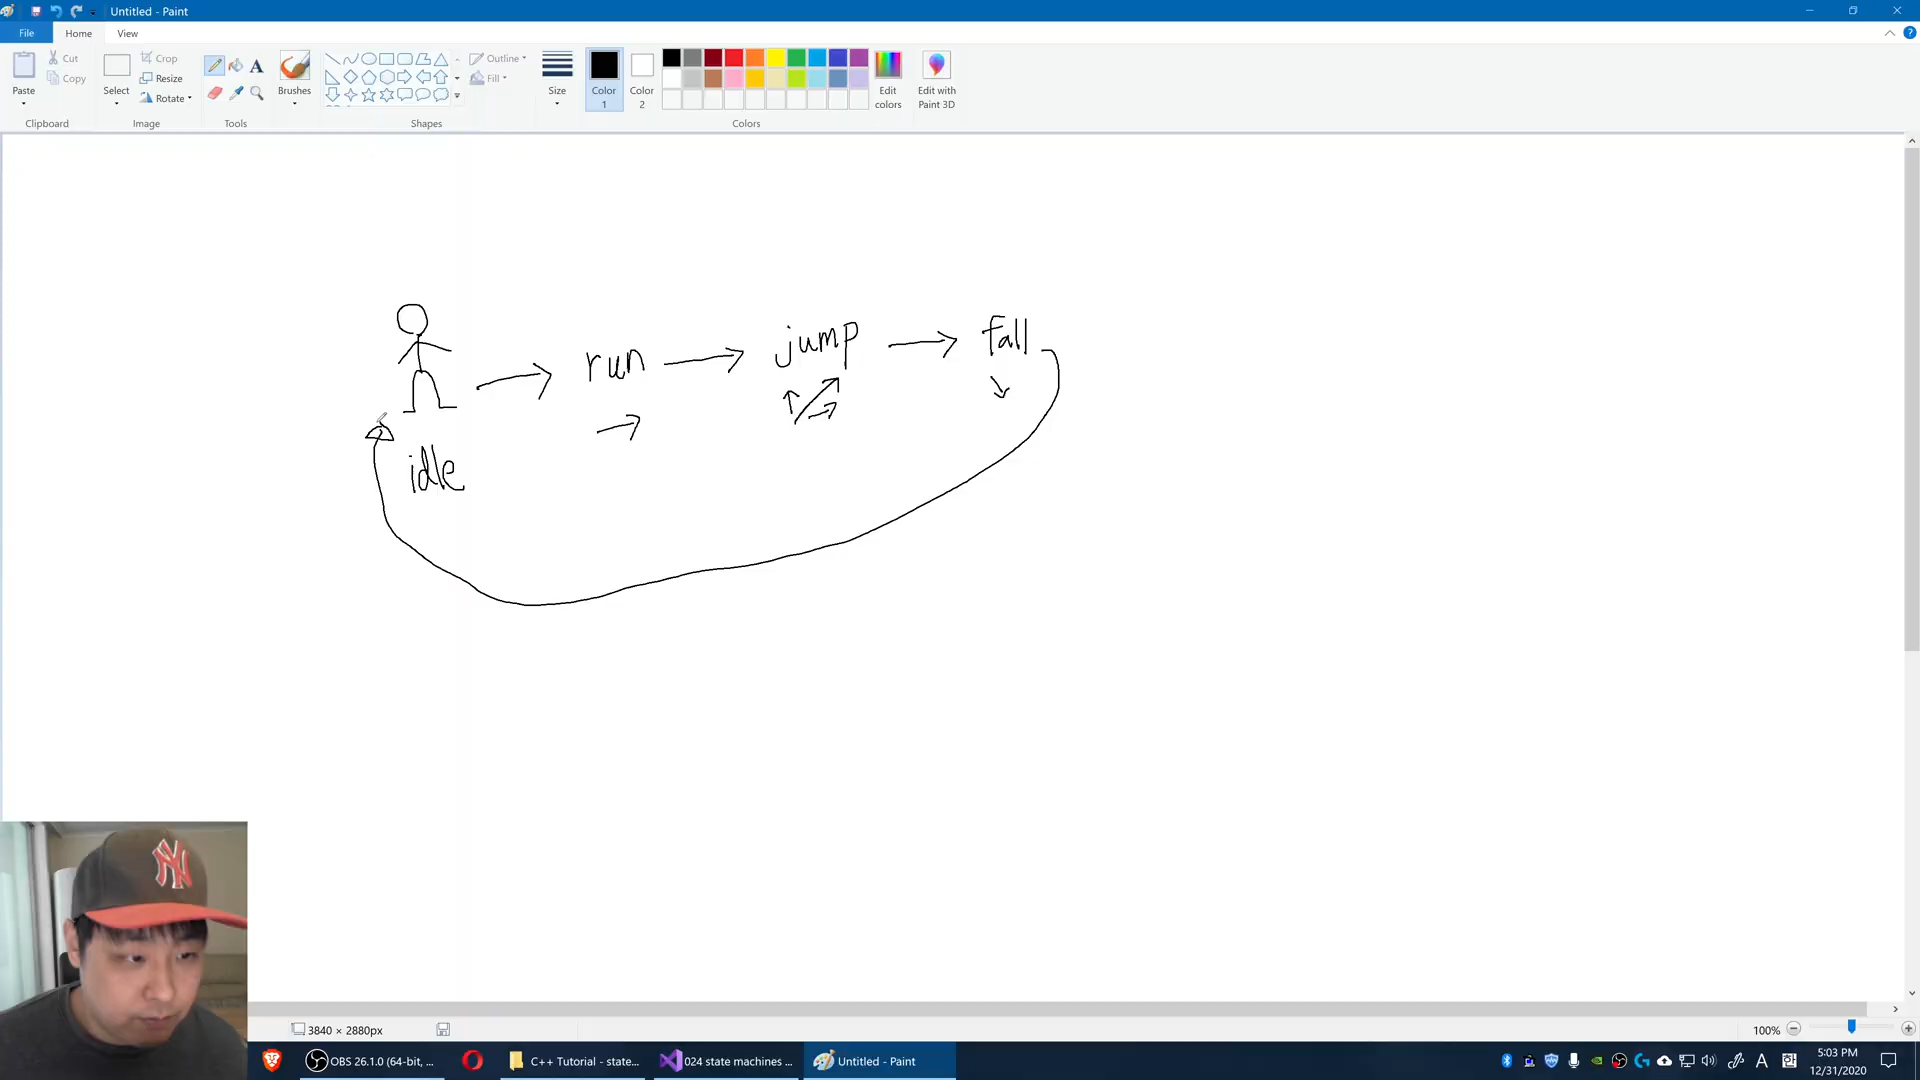 Untitled - Paint
File Home View
Paste
Cut
Copy
Clipboard
Select
Crop
Resize
Rotate
Image
A
Tools
Brushes
Outline
Fill
Shapes
Size
Color 1
Color 2
Edit colors
Edit with Paint 3D
Colors
run
jump
fall
idle
NY
3840 × 2880px
100%
OBS 26.1.0 (64-bit, ...
C++ Tutorial - state...
024 state machines ...
Untitled - Paint
A
한
5:03 PM
12/31/2020